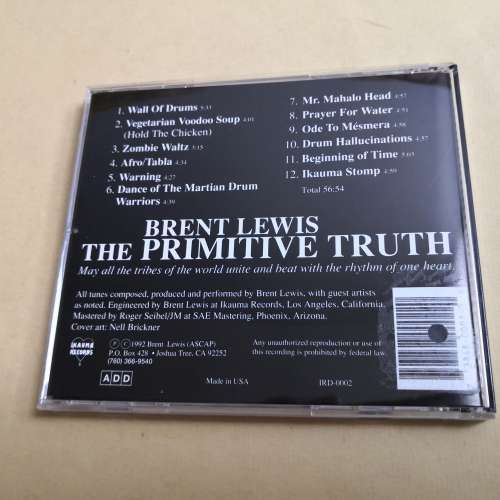 1. Wall Of Drums 5:31
2. Vegetarian Voodoo Soup 4:01
(Hold The Chicken)
3. Zombie Waltz 5:15
4. Afro/Tabla 4:34
5. Warning 4:27
6. Dance of The Martian Drum
Warriors 4:39
7. Mr. Mahalo Head 4:57
8. Prayer For Water 4:51
9. Ode To Mésmera 4:58
10. Drum Hallucinations 4:37
11. Beginning of Time 5:03
12. Ikauma Stomp 4:59
Total 56:54
BRENT LEWIS
THE PRIMITIVE TRUTH
May all the tribes of the world unite and beat with the rhythm of one heart.
All tunes composed, produced and performed by Brent Lewis, with guest artists
as noted. Engineered by Brent Lewis at Ikauma Records, Los Angeles, California.
Mastered by Roger Seibel/JM at SAE Mastering, Phoenix, Arizona.
Cover art: Nell Brickner
IKAUMA
RECORDS
℗ © 1992 Brent Lewis (ASCAP)
P.O. Box 428 • Joshua Tree, CA 92252
(760) 366-9540
Any unauthorized reproduction or use of
this recording is prohibited by federal law.
ADD
Made in USA
IRD-0002